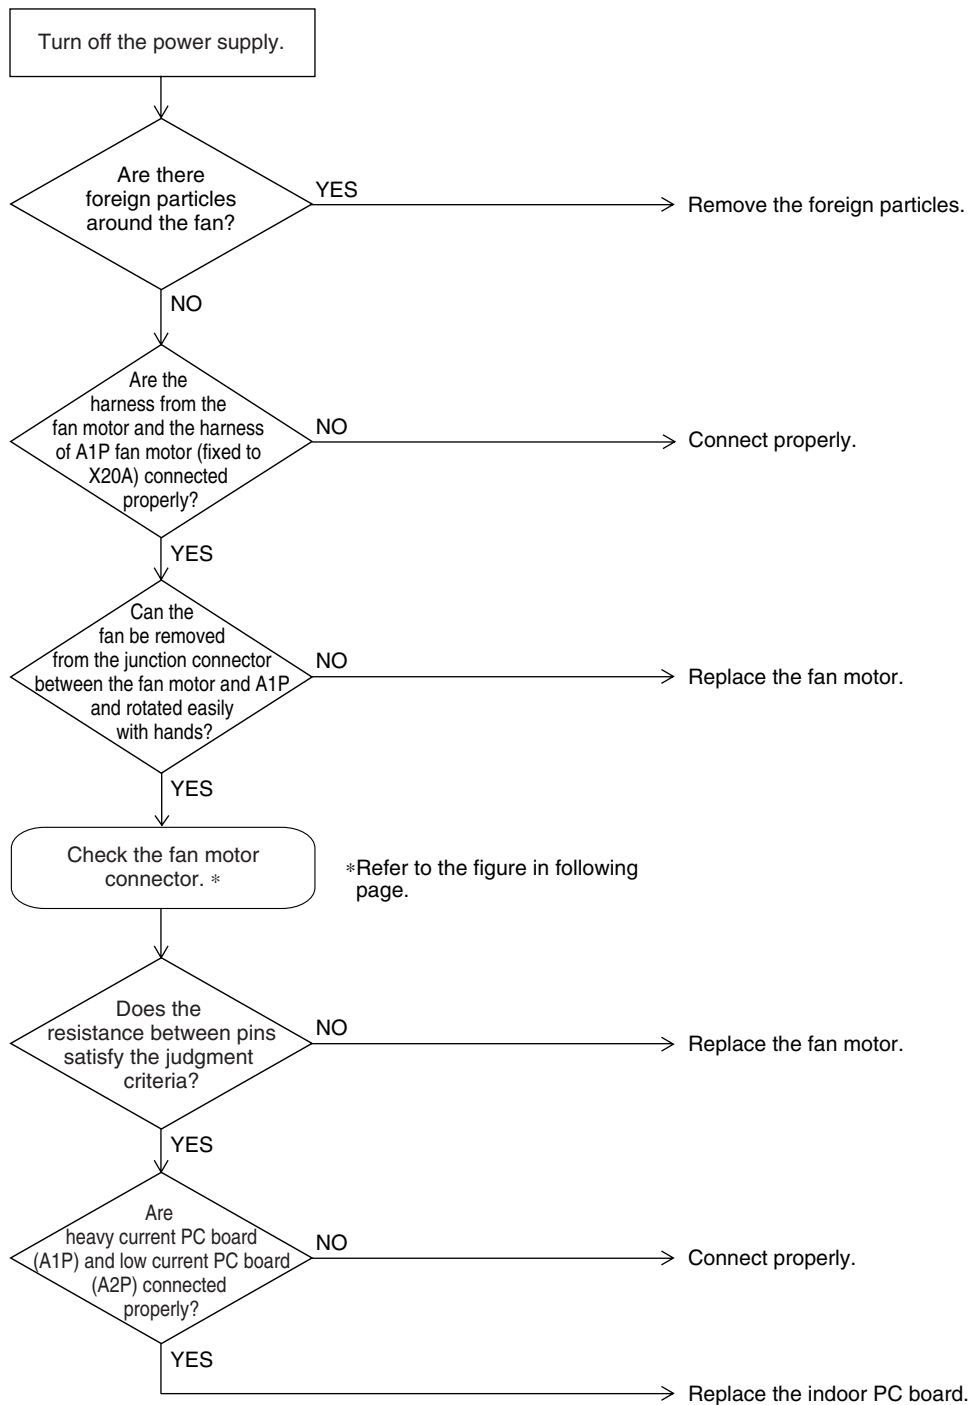 Turn off the power supply.
Are there
foreign particles
around the fan?
YES
Remove the foreign particles.
NO
Are the
harness from the
fan motor and the harness
of A1P fan motor (fixed to
X20A) connected
properly?
NO
Connect properly.
YES
Can the
fan be removed
from the junction connector
between the fan motor and A1P
and rotated easily
with hands?
NO
Replace the fan motor.
YES
Check the fan motor
connector. *
*Refer to the figure in following
page.
Does the
resistance between pins
satisfy the judgment
criteria?
NO
Replace the fan motor.
YES
Are
heavy current PC board
(A1P) and low current PC board
(A2P) connected
properly?
NO
Connect properly.
YES
Replace the indoor PC board.